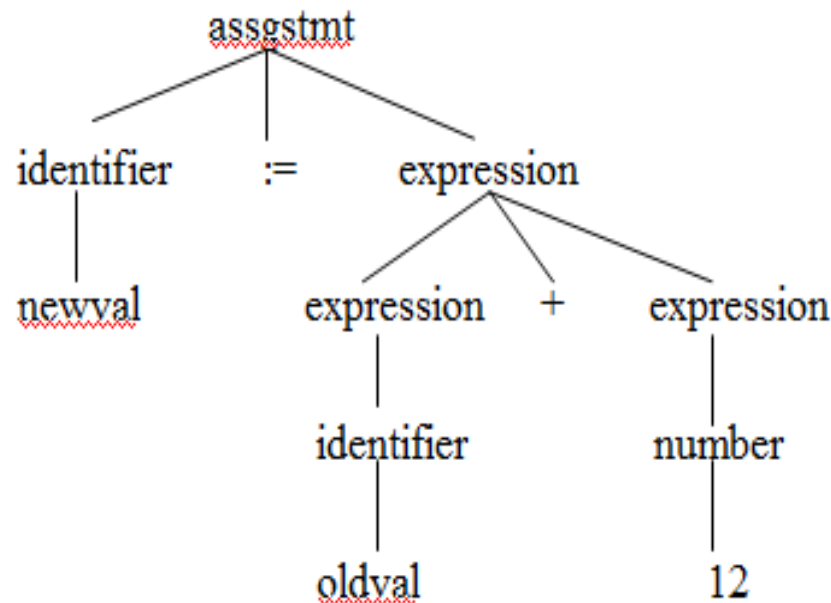 assgstmt
identifier := expression
newval expression + expression
identifier number
oldval 12